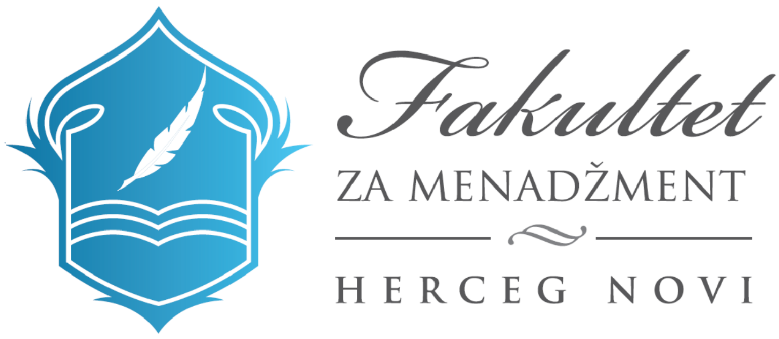 Fakultet
ZA MENADŽMENT
HERCEG NOVI